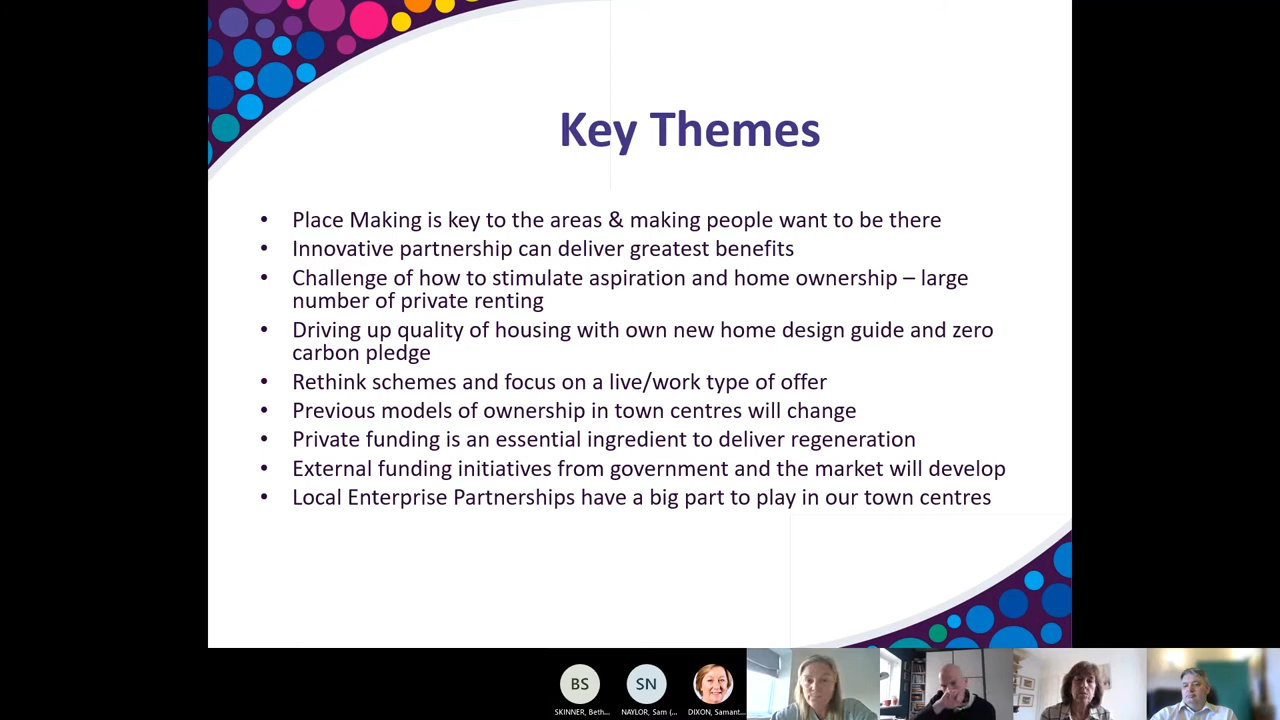 Key Themes
• Place Making is key to the areas & making people want to be there
• Innovative partnership can deliver greatest benefits
• Challenge of how to stimulate aspiration and home ownership – large
number of private renting
• Driving up quality of housing with own new home design guide and zero
carbon pledge
• Rethink schemes and focus on a live/work type of offer
• Previous models of ownership in town centres will change
• Private funding is an essential ingredient to deliver regeneration
• External funding initiatives from government and the market will develop
• Local Enterprise Partnerships have a big part to play in our town centres
BS SN
SKINNER, Beth... NAYLOR, Sam (... DIXON, Samant...